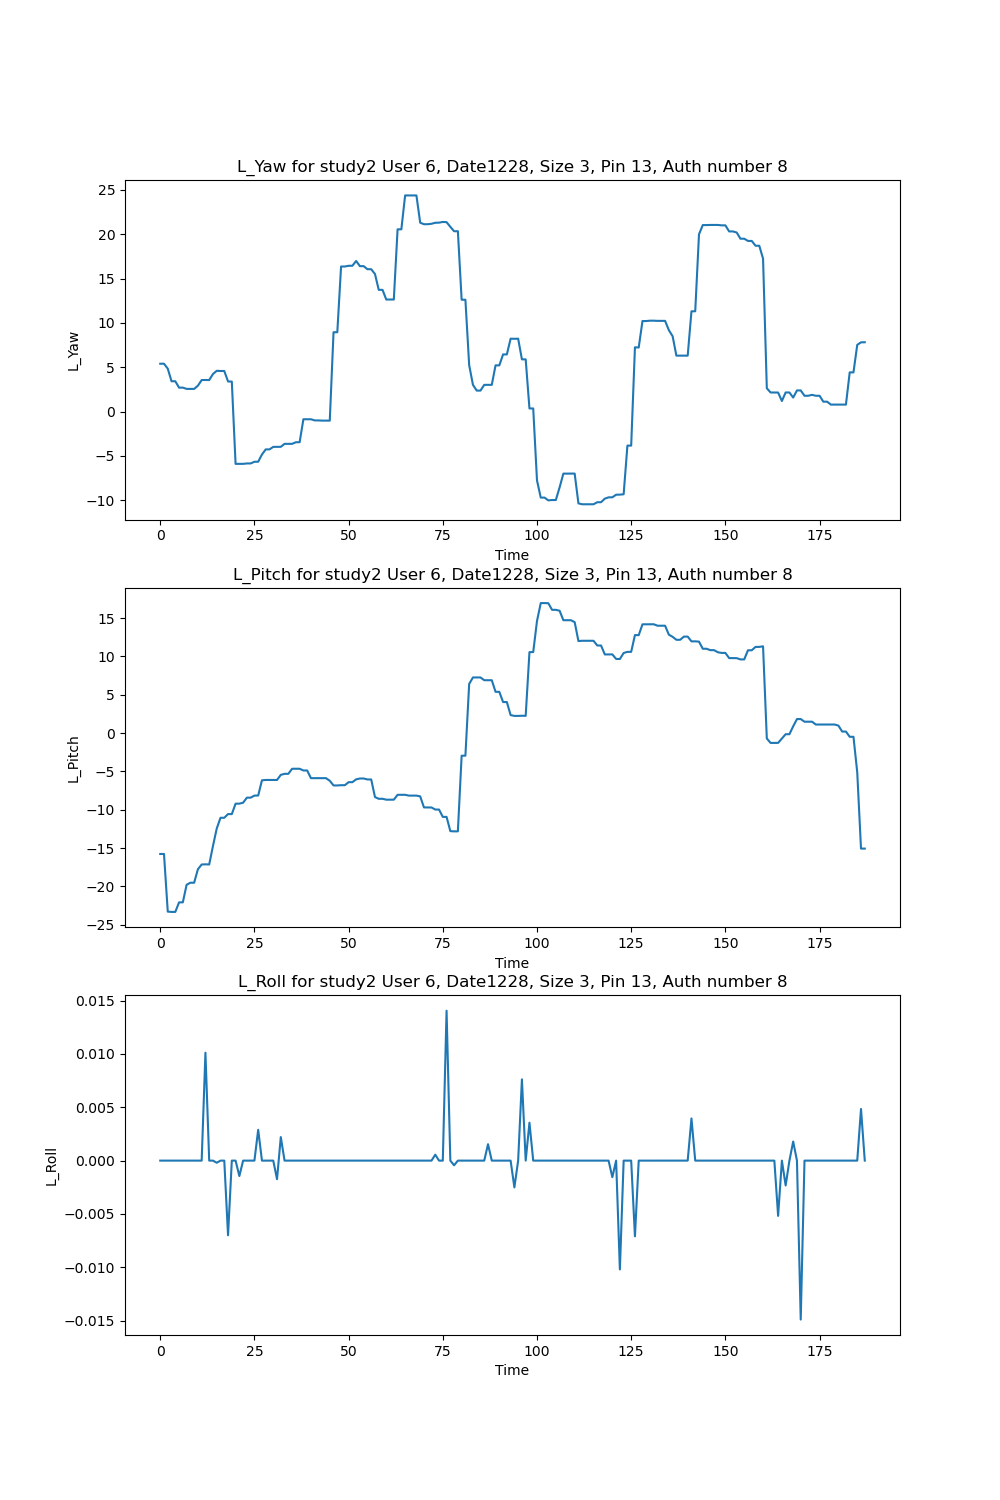 L_Yaw for study2 User 6, Date1228, Size 3, Pin 13, Auth number 8
25
20
15
10
5
0
−5
−10
L_Yaw
0 25 50 75 100 125 150 175
Time
L_Pitch for study2 User 6, Date1228, Size 3, Pin 13, Auth number 8
15
10
5
0
−5
−10
−15
−20
−25
L_Pitch
0 25 50 75 100 125 150 175
Time
L_Roll for study2 User 6, Date1228, Size 3, Pin 13, Auth number 8
0.015
0.010
0.005
0.000
−0.005
−0.010
−0.015
L_Roll
0 25 50 75 100 125 150 175
Time